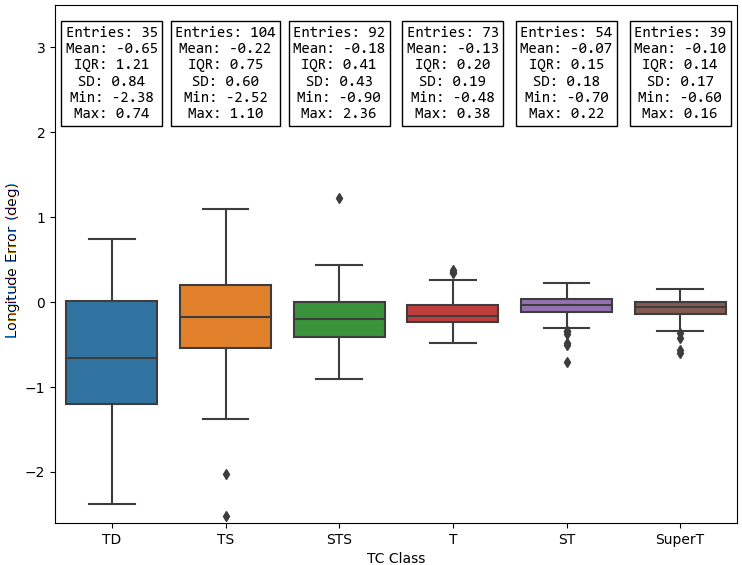 Entries: 35
Mean: -0.65
IQR: 1.21
SD: 0.84
Min: -2.38
Max: 0.74
Entries: 104
Mean: -0.22
IQR: 0.75
SD: 0.60
Min: -2.52
Max: 1.10
Entries: 92
Mean: -0.18
IQR: 0.41
SD: 0.43
Min: -0.90
Max: 2.36
Entries: 73
Mean: -0.13
IQR: 0.20
SD: 0.19
Min: -0.48
Max: 0.38
Entries: 54
Mean: -0.07
IQR: 0.15
SD: 0.18
Min: -0.70
Max: 0.22
Entries: 39
Mean: -0.10
IQR: 0.14
SD: 0.17
Min: -0.60
Max: 0.16
Longitude Error (deg)
3
2
1
0
−1
−2
TD
TS
STS
T
ST
SuperT
TC Class